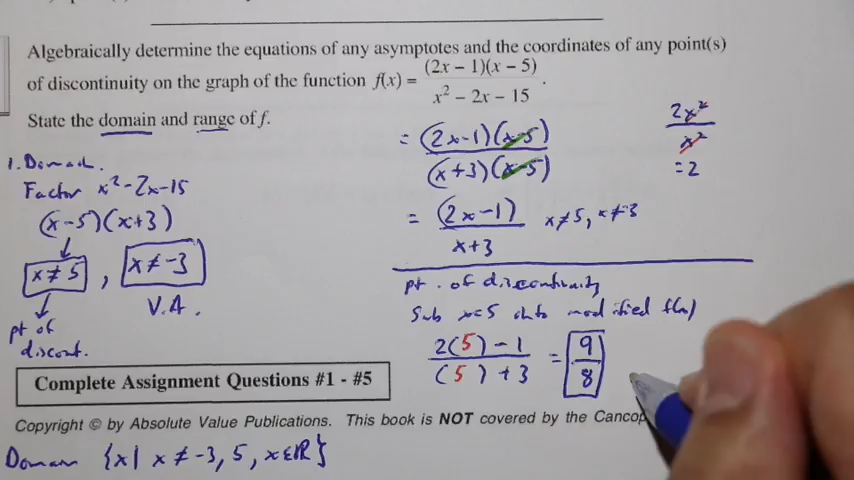 Algebraically determine the equations of any asymptotes and the coordinates of any point(s)
of discontinuity on the graph of the function f(x) = (2x − 1)(x − 5) / x² − 2x − 15 .
State the domain and range of f.
1. Domain.
Factor x²-2x-15
(x-5)(x+3)
x≠5 , x≠-3
pt of
discont.
V.A.
= (2x-1)(x-5) / (x+3)(x-5)
= (2x-1) / x+3 x≠5, x≠-3
2x² / x²
=2
pt. of discontinuity
Sub x=5 into modified f(x)
2(5)-1 / (5)+3 = 9/8
Complete Assignment Questions #1 - #5
Copyright © by Absolute Value Publications. This book is NOT covered by the Cancop
Domain {x| x≠-3, 5, x∈ℝ}